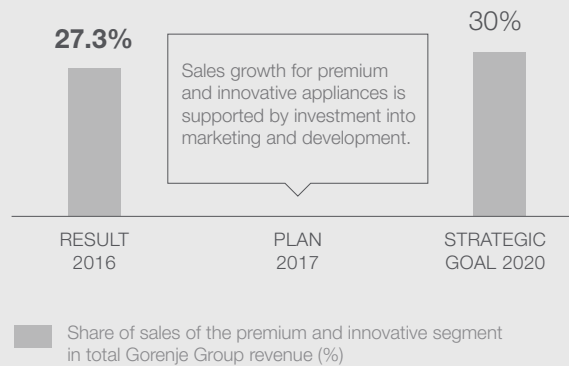 27.3%
30%
Sales growth for premium
and innovative appliances is
supported by investment into
marketing and development.
RESULT
2016
PLAN
2017
STRATEGIC
GOAL 2020
Share of sales of the premium and innovative segment
in total Gorenje Group revenue (%)